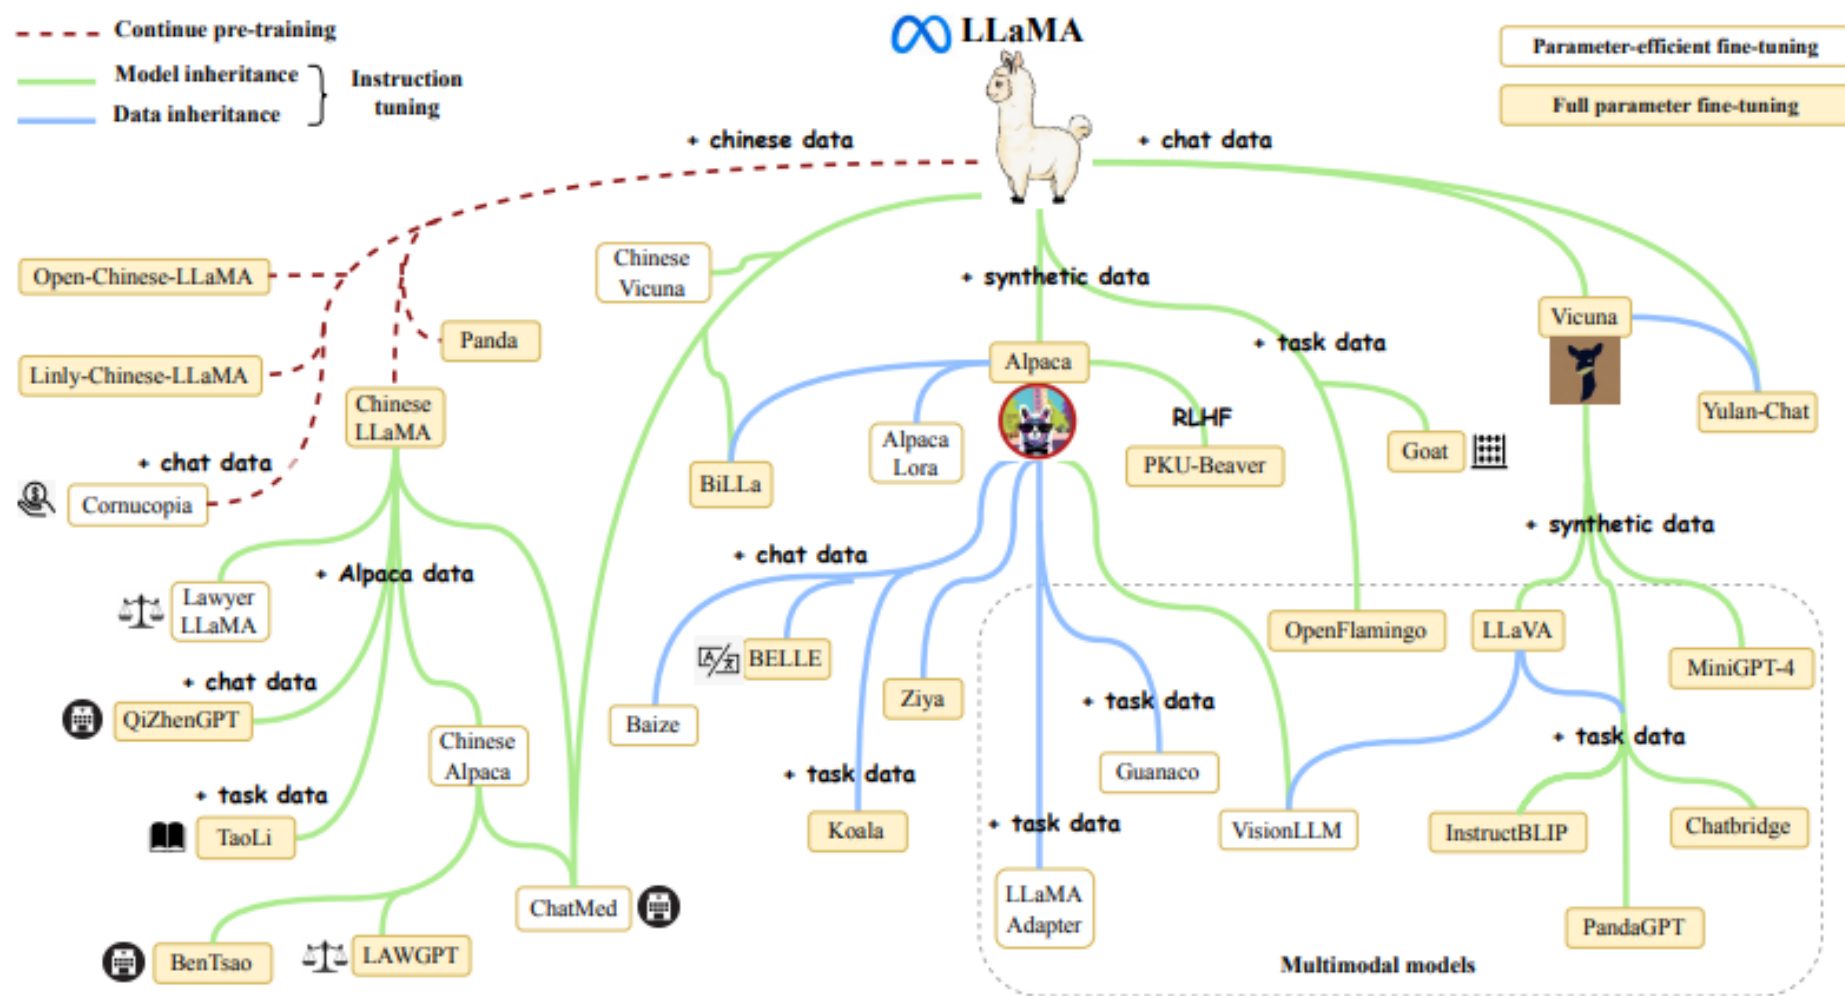 LLaMA
Continue pre-training
Model inheritance
Data inheritance
Instruction
tuning
Parameter-efficient fine-tuning
Full parameter fine-tuning
+ chinese data
+ chat data
Open-Chinese-LLaMA
Linly-Chinese-LLaMA
Panda
Chinese
LLaMA
+ chat data
Cornucopia
Chinese
Vicuna
+ synthetic data
Alpaca
+ task data
Vicuna
Yulan-Chat
BiLLa
Alpaca
Lora
RLHF
PKU-Beaver
Goat
+ synthetic data
+ Alpaca data
Lawyer
LLaMA
+ chat data
QiZhenGPT
Chinese
Alpaca
+ task data
TaoLi
ChatMed
BenTsao
LAWGPT
+ chat data
A
文
BELLE
Baize
Ziya
+ task data
Koala
+ task data
Guanaco
+ task data
LLaMA
Adapter
VisionLLM
OpenFlamingo
LLaVA
MiniGPT-4
+ task data
InstructBLIP
Chatbridge
PandaGPT
Multimodal models